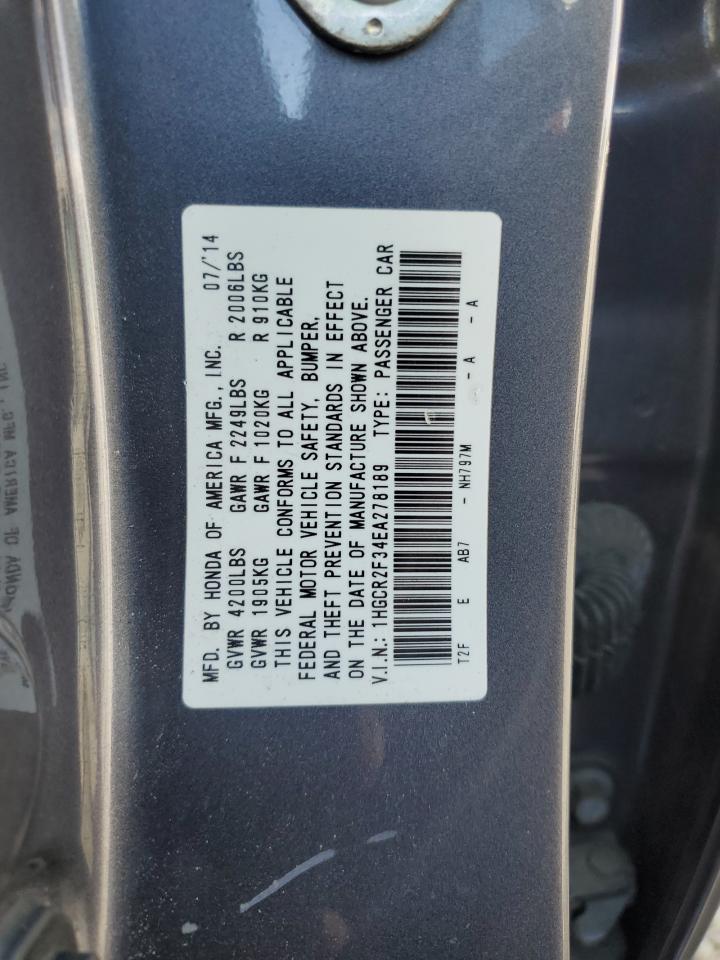 MFD. BY HONDA OF AMERICA MFG., INC. 07/'14
GVWR 4200LBS GAWR F 2249LBS R 2006LBS
GVWR 1905KG GAWR F 1020KG R 910KG
THIS VEHICLE CONFORMS TO ALL APPLICABLE
FEDERAL MOTOR VEHICLE SAFETY, BUMPER,
AND THEFT PREVENTION STANDARDS IN EFFECT
ON THE DATE OF MANUFACTURE SHOWN ABOVE.
V.I.N.: 1HGCR2F34EA278189 TYPE: PASSENGER CAR
T2F E AB7 - NH797M - A - A